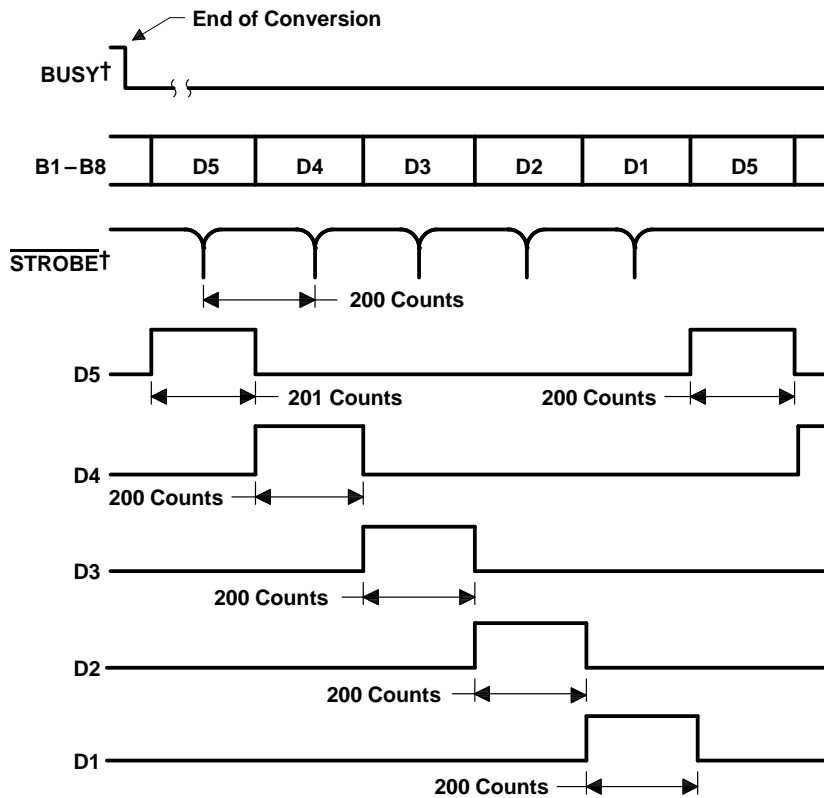 End of Conversion
BUSY†
B1–B8 D5 D4 D3 D2 D1 D5
STROBE†
200 Counts
D5
201 Counts 200 Counts
D4
200 Counts
D3
200 Counts
D2
200 Counts
D1
200 Counts